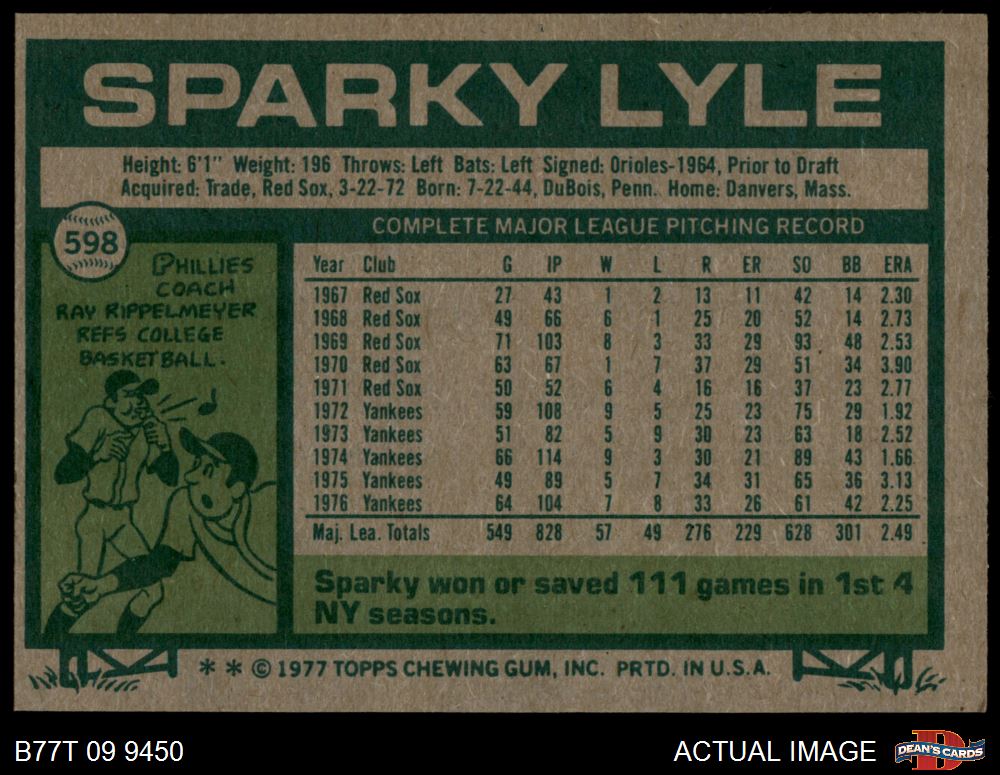 SPARKY LYLE
Height: 6'1" Weight: 196 Throws: Left Bats: Left Signed: Orioles-1964, Prior to Draft
Acquired: Trade, Red Sox, 3-22-72 Born: 7-22-44, DuBois, Penn. Home: Danvers, Mass.
598
PHILLIES
COACH
RAY RIPPELMEYER
REFS COLLEGE
BASKETBALL.
COMPLETE MAJOR LEAGUE PITCHING RECORD
Year Club G IP W L R ER SO BB ERA
1967 Red Sox 27 43 1 2 13 11 42 14 2.30
1968 Red Sox 49 66 6 1 25 20 52 14 2.73
1969 Red Sox 71 103 8 3 33 29 93 48 2.53
1970 Red Sox 63 67 1 7 37 29 51 34 3.90
1971 Red Sox 50 52 6 4 16 16 37 23 2.77
1972 Yankees 59 108 9 5 25 23 75 29 1.92
1973 Yankees 51 82 5 9 30 23 63 18 2.52
1974 Yankees 66 114 9 3 30 21 89 43 1.66
1975 Yankees 49 89 5 7 34 31 65 36 3.13
1976 Yankees 64 104 7 8 33 26 61 42 2.25
Maj. Lea. Totals 549 828 57 49 276 229 628 301 2.49
Sparky won or saved 111 games in 1st 4
NY seasons.
* * © 1977 TOPPS CHEWING GUM, INC. PRTD. IN U.S.A.
B77T 09 9450
ACTUAL IMAGE
D
DEAN'S CARDS